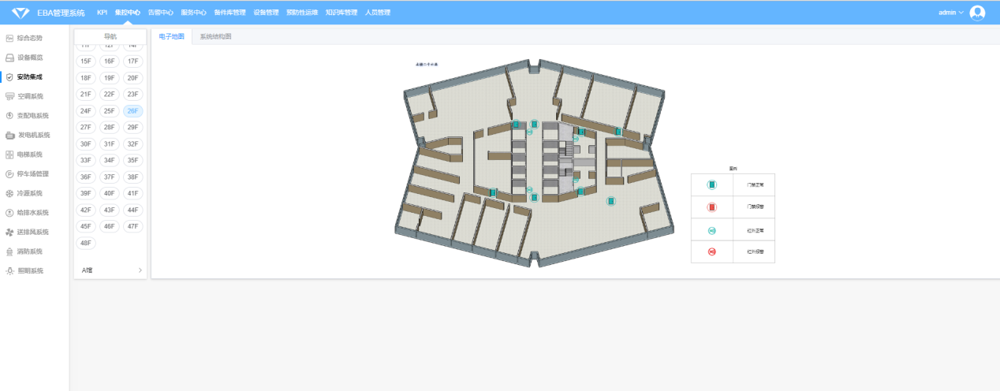 EBA管理系统 KPI 集控中心 告警中心 服务中心 备件库管理 设备管理 预防性运维 知识库管理 人员管理 admin
综合态势
设备概览
安防集成
空调系统
变配电系统
发电机系统
电梯系统
停车场管理
冷源系统
给排水系统
送排风系统
消防系统
照明系统
导航
11F 12F 14F
15F 16F 17F
18F 19F 20F
21F 22F 23F
24F 25F 26F
27F 28F 29F
30F 31F 32F
33F 34F 35F
36F 37F 38F
39F 40F 41F
42F 43F 44F
45F 46F 47F
48F
A馆
电子地图 系统结构图
图例
门禁正常
门禁报警
红外正常
红外报警